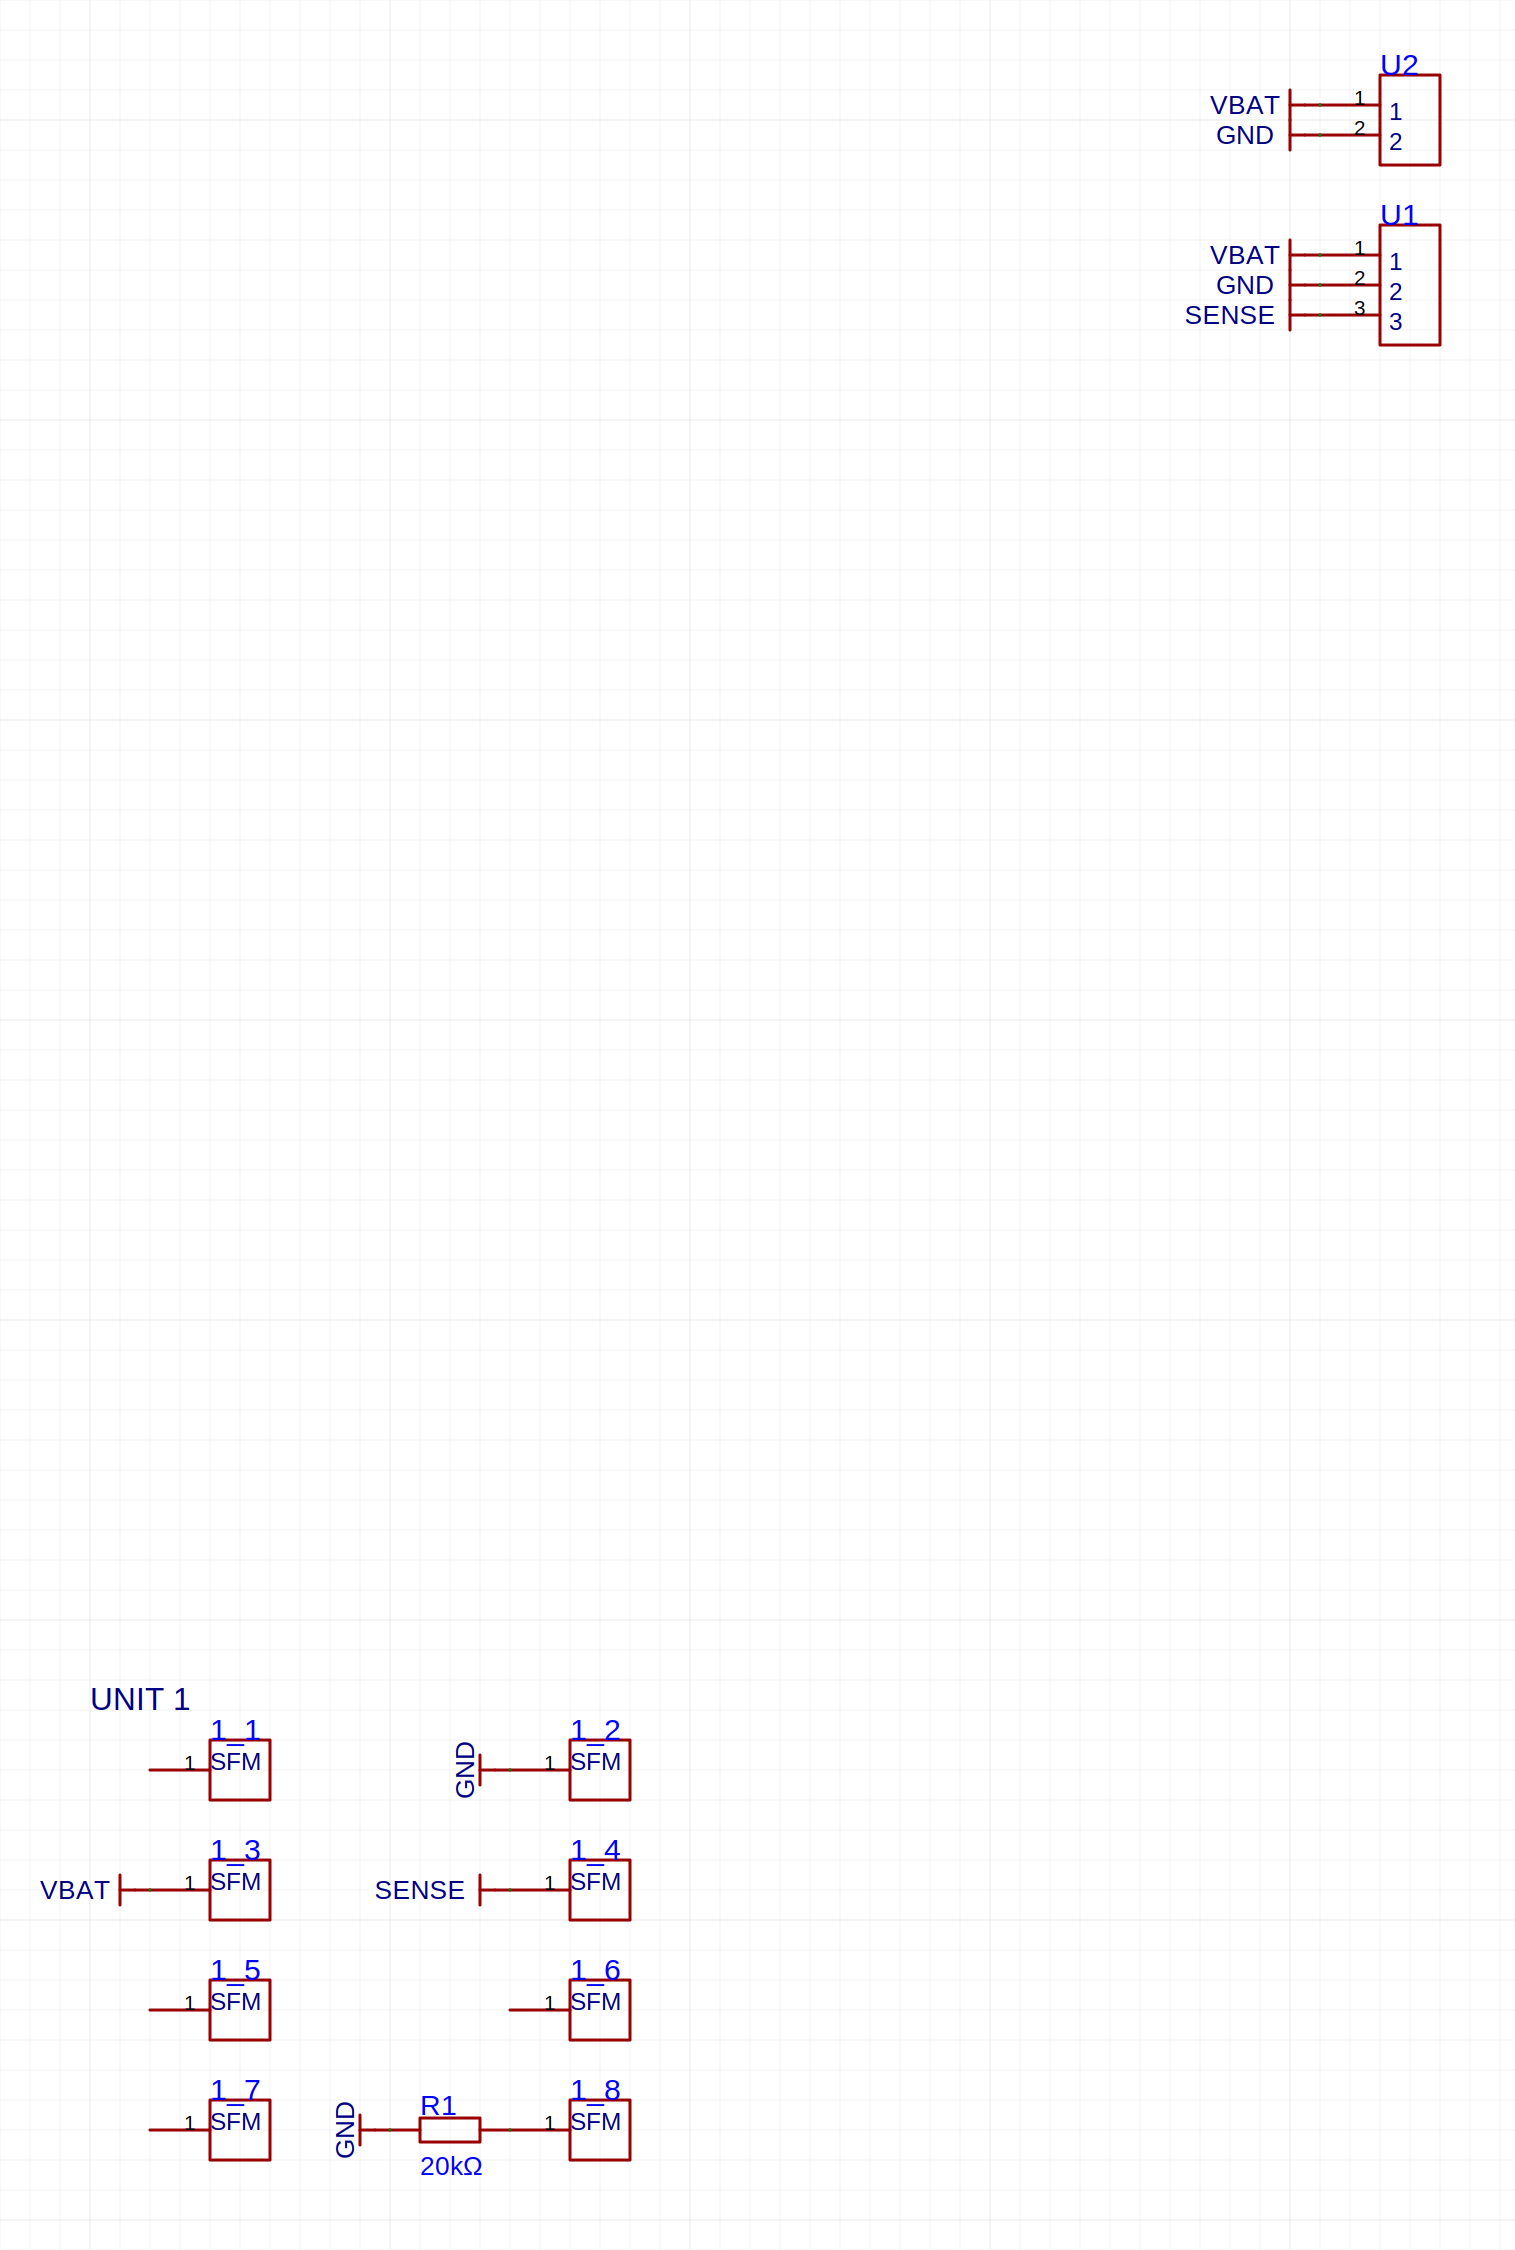 U2
VBAT 1 1
GND 2 2
U1
VBAT 1 1
GND 2 2
SENSE 3 3
UNIT 1
1_1 1_2
1 SFM GND 1 SFM
1_3 1_4
VBAT 1 SFM SENSE 1 SFM
1_5 1_6
1 SFM 1 SFM
1_7 R1 1_8
1 SFM GND 1 SFM
20kΩ